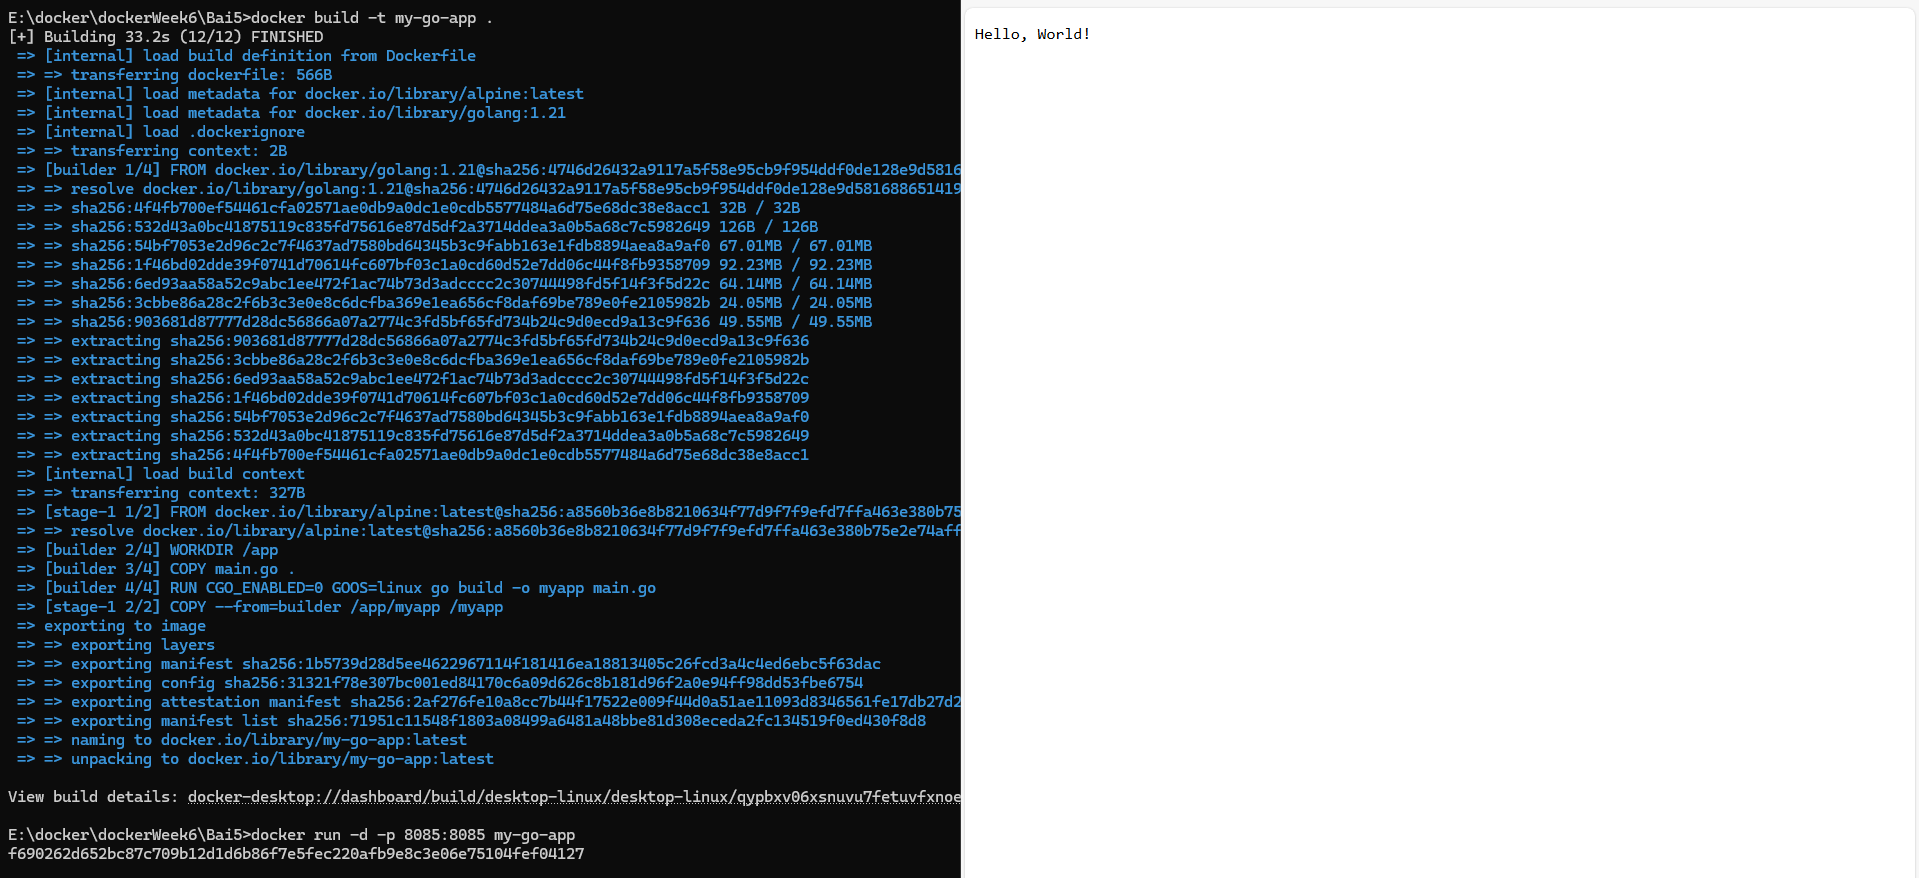 E:\docker\dockerWeek6\Bai5>docker build -t my-go-app .
[+] Building 33.2s (12/12) FINISHED
=> [internal] load build definition from Dockerfile
=> => transferring dockerfile: 566B
=> [internal] load metadata for docker.io/library/alpine:latest
=> [internal] load metadata for docker.io/library/golang:1.21
=> [internal] load .dockerignore
=> => transferring context: 2B
=> [builder 1/4] FROM docker.io/library/golang:1.21@sha256:4746d26432a9117a5f58e95cb9f954ddf0de128e9d5816
=> => resolve docker.io/library/golang:1.21@sha256:4746d26432a9117a5f58e95cb9f954ddf0de128e9d581688651419
=> => sha256:4f4fb700ef54461cfa02571ae0db9a0dc1e0cdb5577484a6d75e68dc38e8acc1 32B / 32B
=> => sha256:532d43a0bc41875119c835fd75616e87d5df2a3714ddea3a0b5a68c7c5982649 126B / 126B
=> => sha256:54bf7053e2d96c2c7f4637ad7580bd64345b3c9fabb163e1fdb8894aea8a9af0 67.01MB / 67.01MB
=> => sha256:1f46bd02dde39f0741d70614fc607bf03c1a0cd60d52e7dd06c44f8fb9358709 92.23MB / 92.23MB
=> => sha256:6ed93aa58a52c9abc1ee472f1ac74b73d3adcccc2c30744498fd5f14f3f5d22c 64.14MB / 64.14MB
=> => sha256:3cbbe86a28c2f6b3c3e0e8c6dcfba369e1ea656cf8daf69be789e0fe2105982b 24.05MB / 24.05MB
=> => sha256:903681d87777d28dc56866a07a2774c3fd5bf65fd734b24c9d0ecd9a13c9f636 49.55MB / 49.55MB
=> => extracting sha256:903681d87777d28dc56866a07a2774c3fd5bf65fd734b24c9d0ecd9a13c9f636
=> => extracting sha256:3cbbe86a28c2f6b3c3e0e8c6dcfba369e1ea656cf8daf69be789e0fe2105982b
=> => extracting sha256:6ed93aa58a52c9abc1ee472f1ac74b73d3adcccc2c30744498fd5f14f3f5d22c
=> => extracting sha256:1f46bd02dde39f0741d70614fc607bf03c1a0cd60d52e7dd06c44f8fb9358709
=> => extracting sha256:54bf7053e2d96c2c7f4637ad7580bd64345b3c9fabb163e1fdb8894aea8a9af0
=> => extracting sha256:532d43a0bc41875119c835fd75616e87d5df2a3714ddea3a0b5a68c7c5982649
=> => extracting sha256:4f4fb700ef54461cfa02571ae0db9a0dc1e0cdb5577484a6d75e68dc38e8acc1
=> [internal] load build context
=> => transferring context: 327B
=> [stage-1 1/2] FROM docker.io/library/alpine:latest@sha256:a8560b36e8b8210634f77d9f7f9efd7ffa463e380b75
=> => resolve docker.io/library/alpine:latest@sha256:a8560b36e8b8210634f77d9f7f9efd7ffa463e380b75e2e74aff
=> [builder 2/4] WORKDIR /app
=> [builder 3/4] COPY main.go .
=> [builder 4/4] RUN CGO_ENABLED=0 GOOS=linux go build -o myapp main.go
=> [stage-1 2/2] COPY --from=builder /app/myapp /myapp
=> exporting to image
=> => exporting layers
=> => exporting manifest sha256:1b5739d28d5ee4622967114f181416ea18813405c26fcd3a4c4ed6ebc5f63dac
=> => exporting config sha256:31321f78e307bc001ed84170c6a09d626c8b181d96f2a0e94ff98dd53fbe6754
=> => exporting attestation manifest sha256:2af276fe10a8cc7b44f17522e009f44d0a51ae11093d8346561fe17db27d2
=> => exporting manifest list sha256:71951c11548f1803a08499a6481a48bbe81d308eceda2fc134519f0ed430f8d8
=> => naming to docker.io/library/my-go-app:latest
=> => unpacking to docker.io/library/my-go-app:latest
View build details: docker-desktop://dashboard/build/desktop-linux/desktop-linux/qypbxv06xsnuvu7fetuvfxnoe
E:\docker\dockerWeek6\Bai5>docker run -d -p 8085:8085 my-go-app
f690262d652bc87c709b12d1d6b86f7e5fec220afb9e8c3e06e75104fef04127
Hello, World!